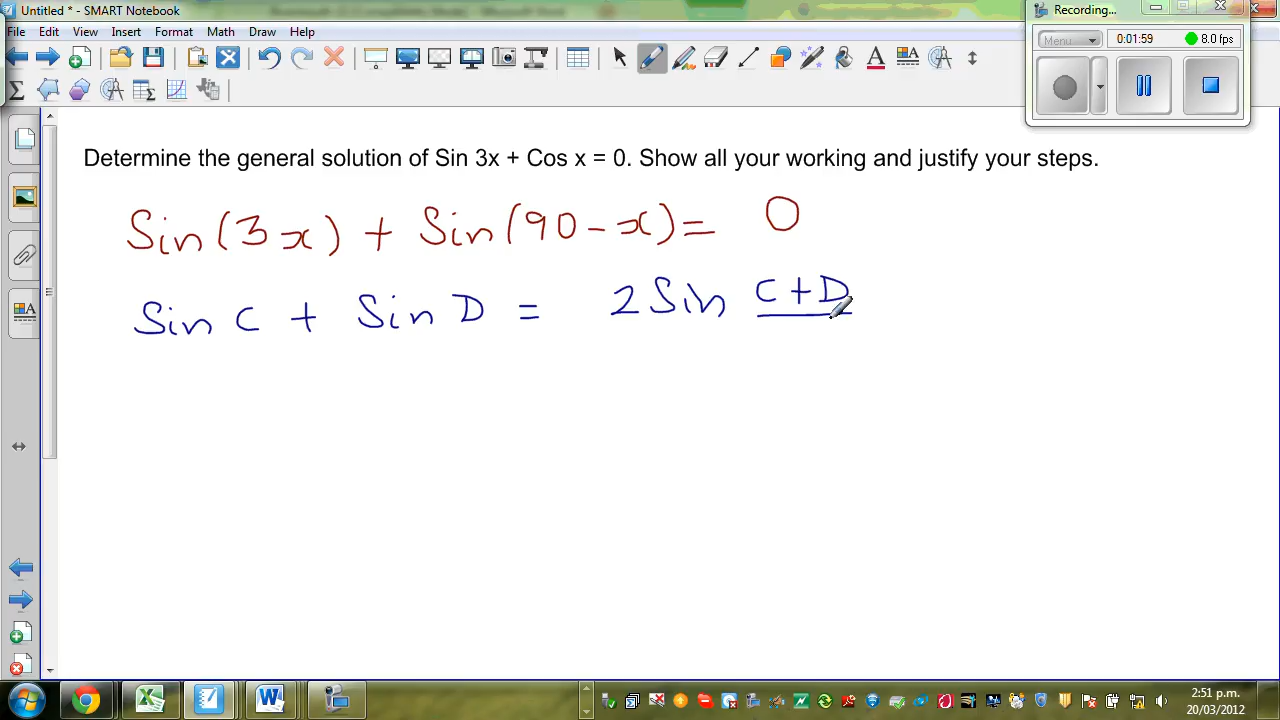 Untitled * - SMART Notebook
Recording...
File Edit View Insert Format Math Draw Help
Menu
0:01:59
8.0 fps
Determine the general solution of Sin 3x + Cos x = 0. Show all your working and justify your steps.
Sin(3x) + Sin(90-x)= 0
Sin C + Sin D = 2Sin C+D
2:51 p.m.
20/03/2012